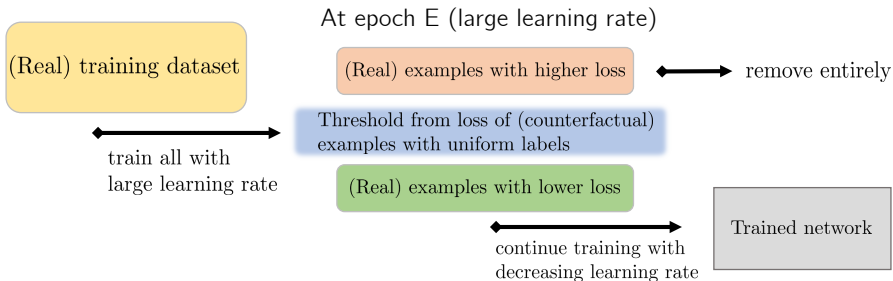 At epoch E (large learning rate)
(Real) training dataset
(Real) examples with higher loss
remove entirely
Threshold from loss of (counterfactual)
examples with uniform labels
train all with
large learning rate
(Real) examples with lower loss
Trained network
continue training with
decreasing learning rate